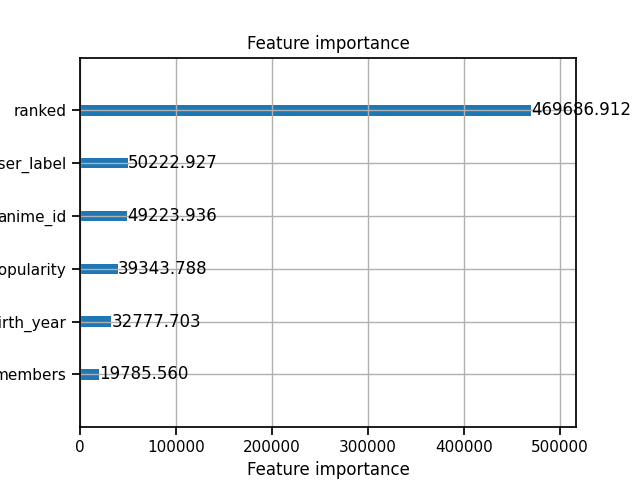 Feature importance
ranked
469686.912
ser_label
50222.927
anime_id
49223.936
opularity
39343.788
irth_year
32777.703
members
19785.560
0
100000
200000
300000
400000
500000
Feature importance